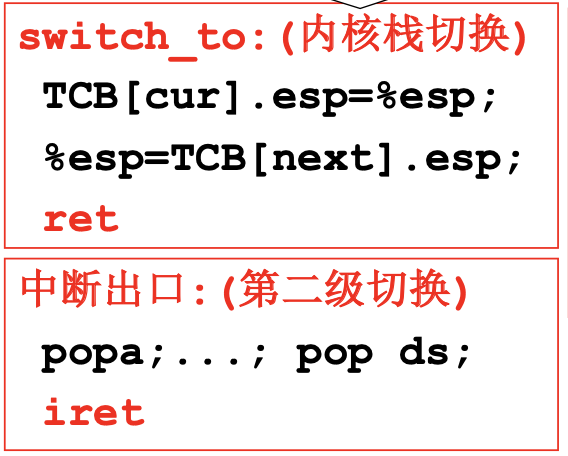 switch_to:(内核栈切换)
TCB[cur].esp=%esp;
%esp=TCB[next].esp;
ret
中断出口:(第二级切换)
popa;...; pop ds;
iret